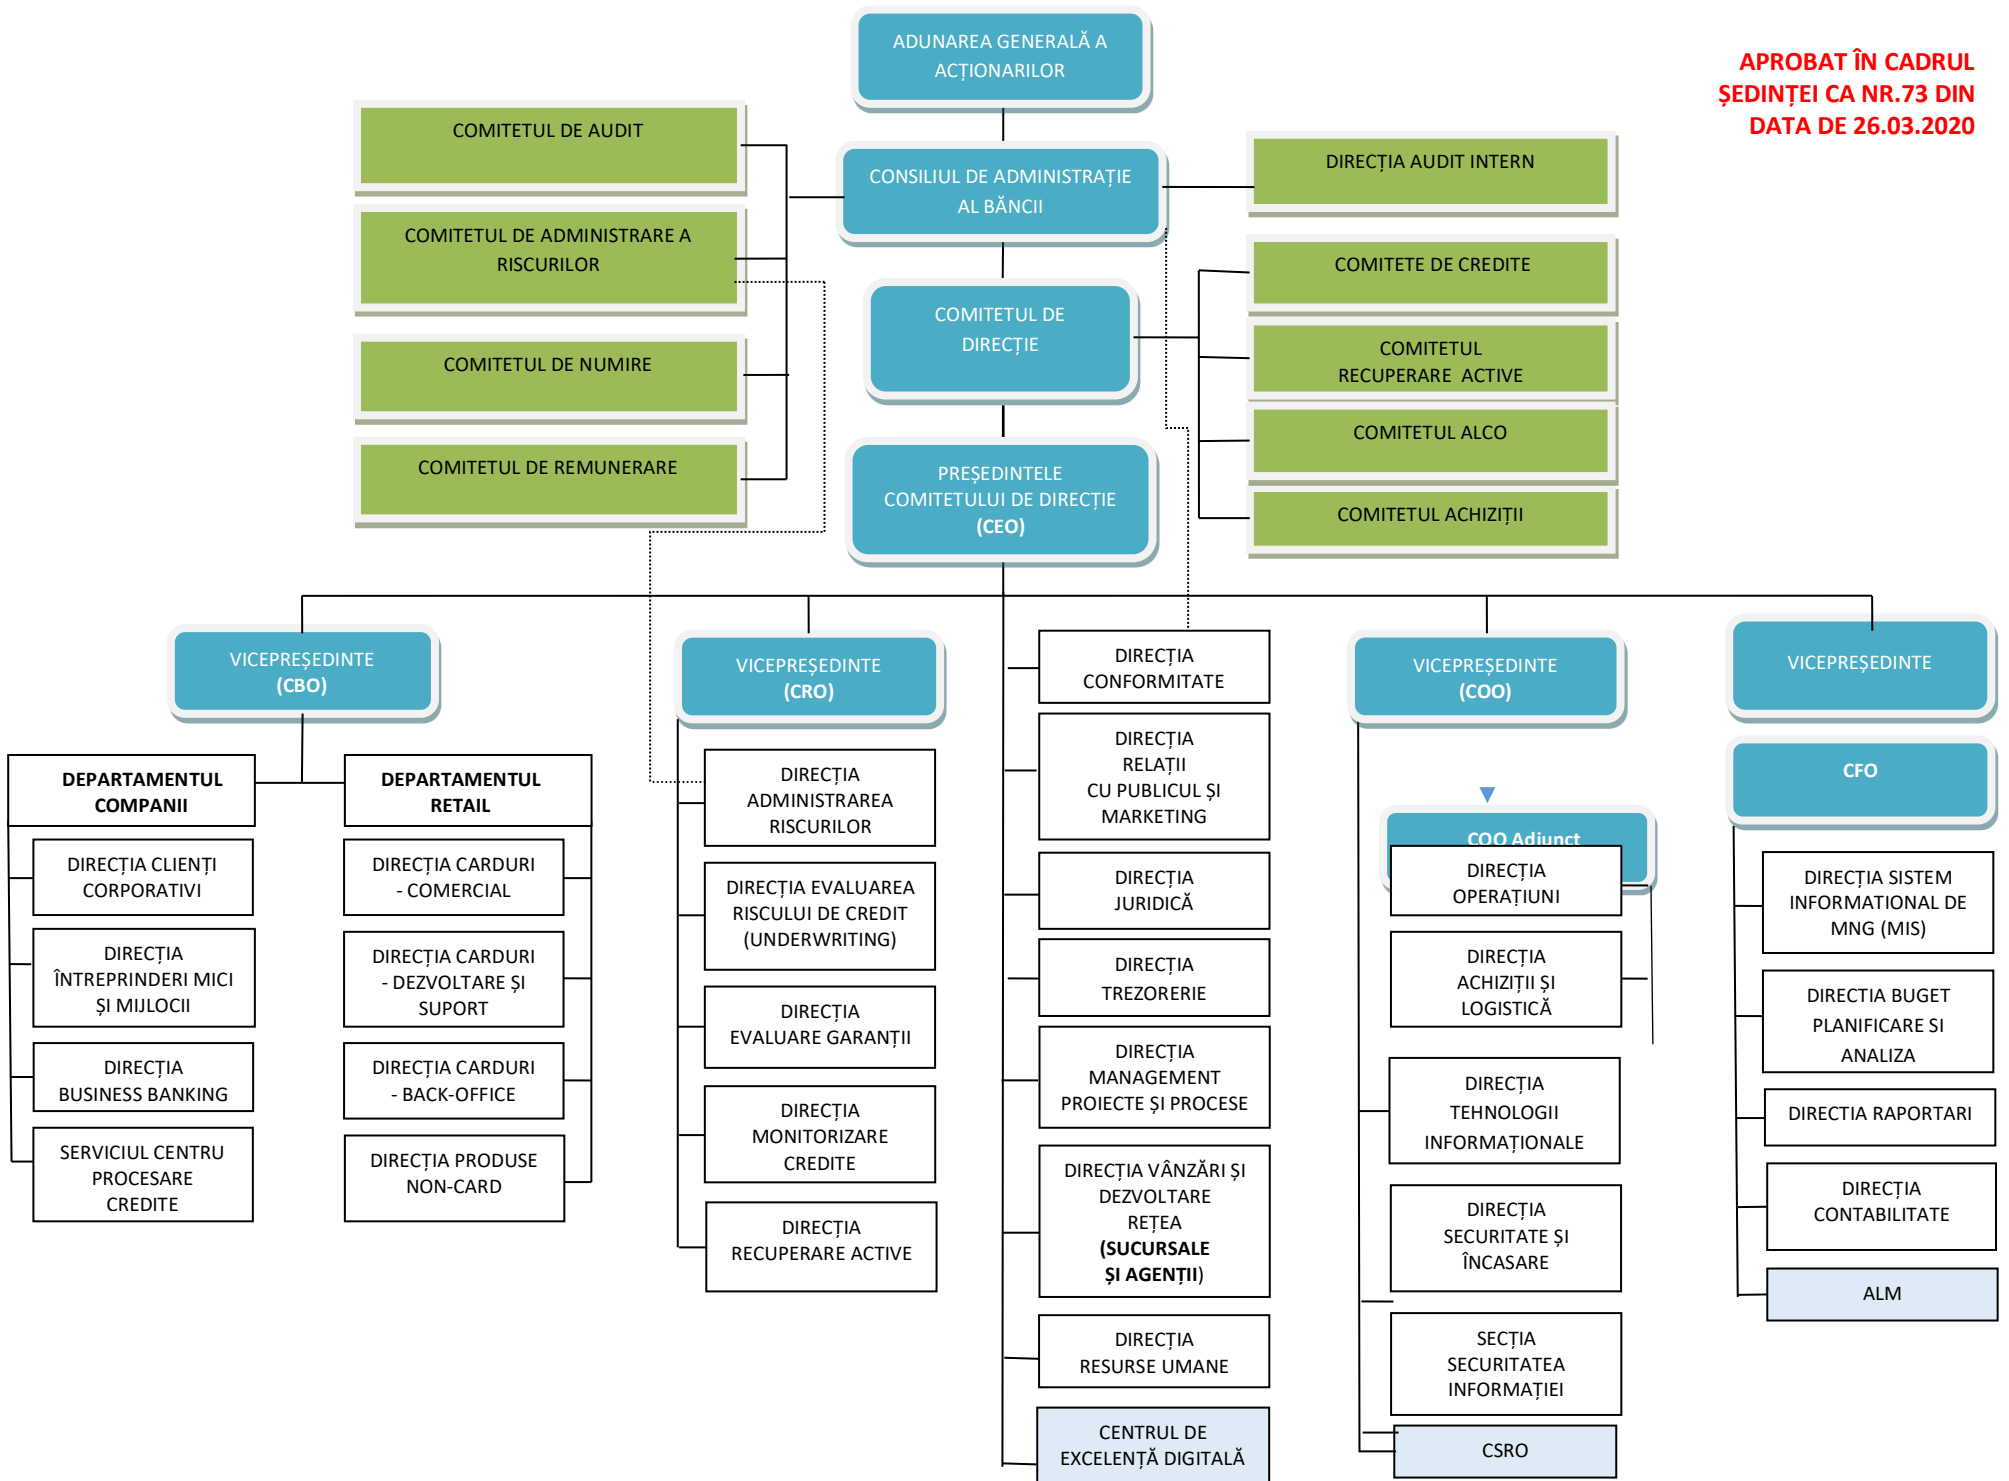 ADUNAREA GENERALĂ A
ACȚIONARILOR
APROBAT ÎN CADRUL
ȘEDINȚEI CA NR.73 DIN
DATA DE 26.03.2020
COMITETUL DE AUDIT
CONSILIUL DE ADMINISTRAȚIE
AL BĂNCII
DIRECȚIA AUDIT INTERN
COMITETUL DE ADMINISTRARE A
RISCURILOR
COMITETE DE CREDITE
COMITETUL DE
DIRECȚIE
COMITETUL
RECUPERARE ACTIVE
COMITETUL DE NUMIRE
COMITETUL ALCO
COMITETUL DE REMUNERARE
PREȘEDINTELE
COMITETULUI DE DIRECȚIE
(CEO)
COMITETUL ACHIZIȚII
VICEPREȘEDINTE
(CBO)
VICEPREȘEDINTE
(CRO)
DIRECȚIA
CONFORMITATE
VICEPREȘEDINTE
(COO)
VICEPREȘEDINTE
CFO
DEPARTAMENTUL
COMPANII
DIRECȚIA CLIENȚI
CORPORATIVI
DIRECȚIA
ÎNTREPRINDERI MICI
ȘI MIJLOCII
DIRECȚIA
BUSINESS BANKING
SERVICIUL CENTRU
PROCESARE
CREDITE
DEPARTAMENTUL
RETAIL
DIRECȚIA CARDURI
- COMERCIAL
DIRECȚIA CARDURI
- DEZVOLTARE ȘI
SUPORT
DIRECȚIA CARDURI
- BACK-OFFICE
DIRECȚIA PRODUSE
NON-CARD
DIRECȚIA
ADMINISTRAREA
RISCURILOR
DIRECȚIA EVALUAREA
RISCULUI DE CREDIT
(UNDERWRITING)
DIRECȚIA
EVALUARE GARANȚII
DIRECȚIA
MONITORIZARE
CREDITE
DIRECȚIA
RECUPERARE ACTIVE
DIRECȚIA
RELAȚII
CU PUBLICUL ȘI
MARKETING
DIRECȚIA
JURIDICĂ
DIRECȚIA
TREZORERIE
DIRECȚIA
MANAGEMENT
PROIECTE ȘI PROCESE
DIRECȚIA VÂNZĂRI ȘI
DEZVOLTARE
REȚEA
(SUCURSALE
ȘI AGENȚII)
DIRECȚIA
RESURSE UMANE
CENTRUL DE
EXCELENȚĂ DIGITALĂ
COO Adjunct
DIRECȚIA
OPERAȚIUNI
DIRECȚIA
ACHIZIȚII ȘI
LOGISTICĂ
DIRECȚIA
TEHNOLOGII
INFORMAȚIONALE
DIRECȚIA
SECURITATE ȘI
ÎNCASARE
SECȚIA
SECURITATEA
INFORMAȚIEI
CSRO
DIRECȚIA SISTEM
INFORMATIONAL DE
MNG (MIS)
DIRECTIA BUGET
PLANIFICARE SI
ANALIZA
DIRECTIA RAPORTARI
DIRECȚIA
CONTABILITATE
ALM